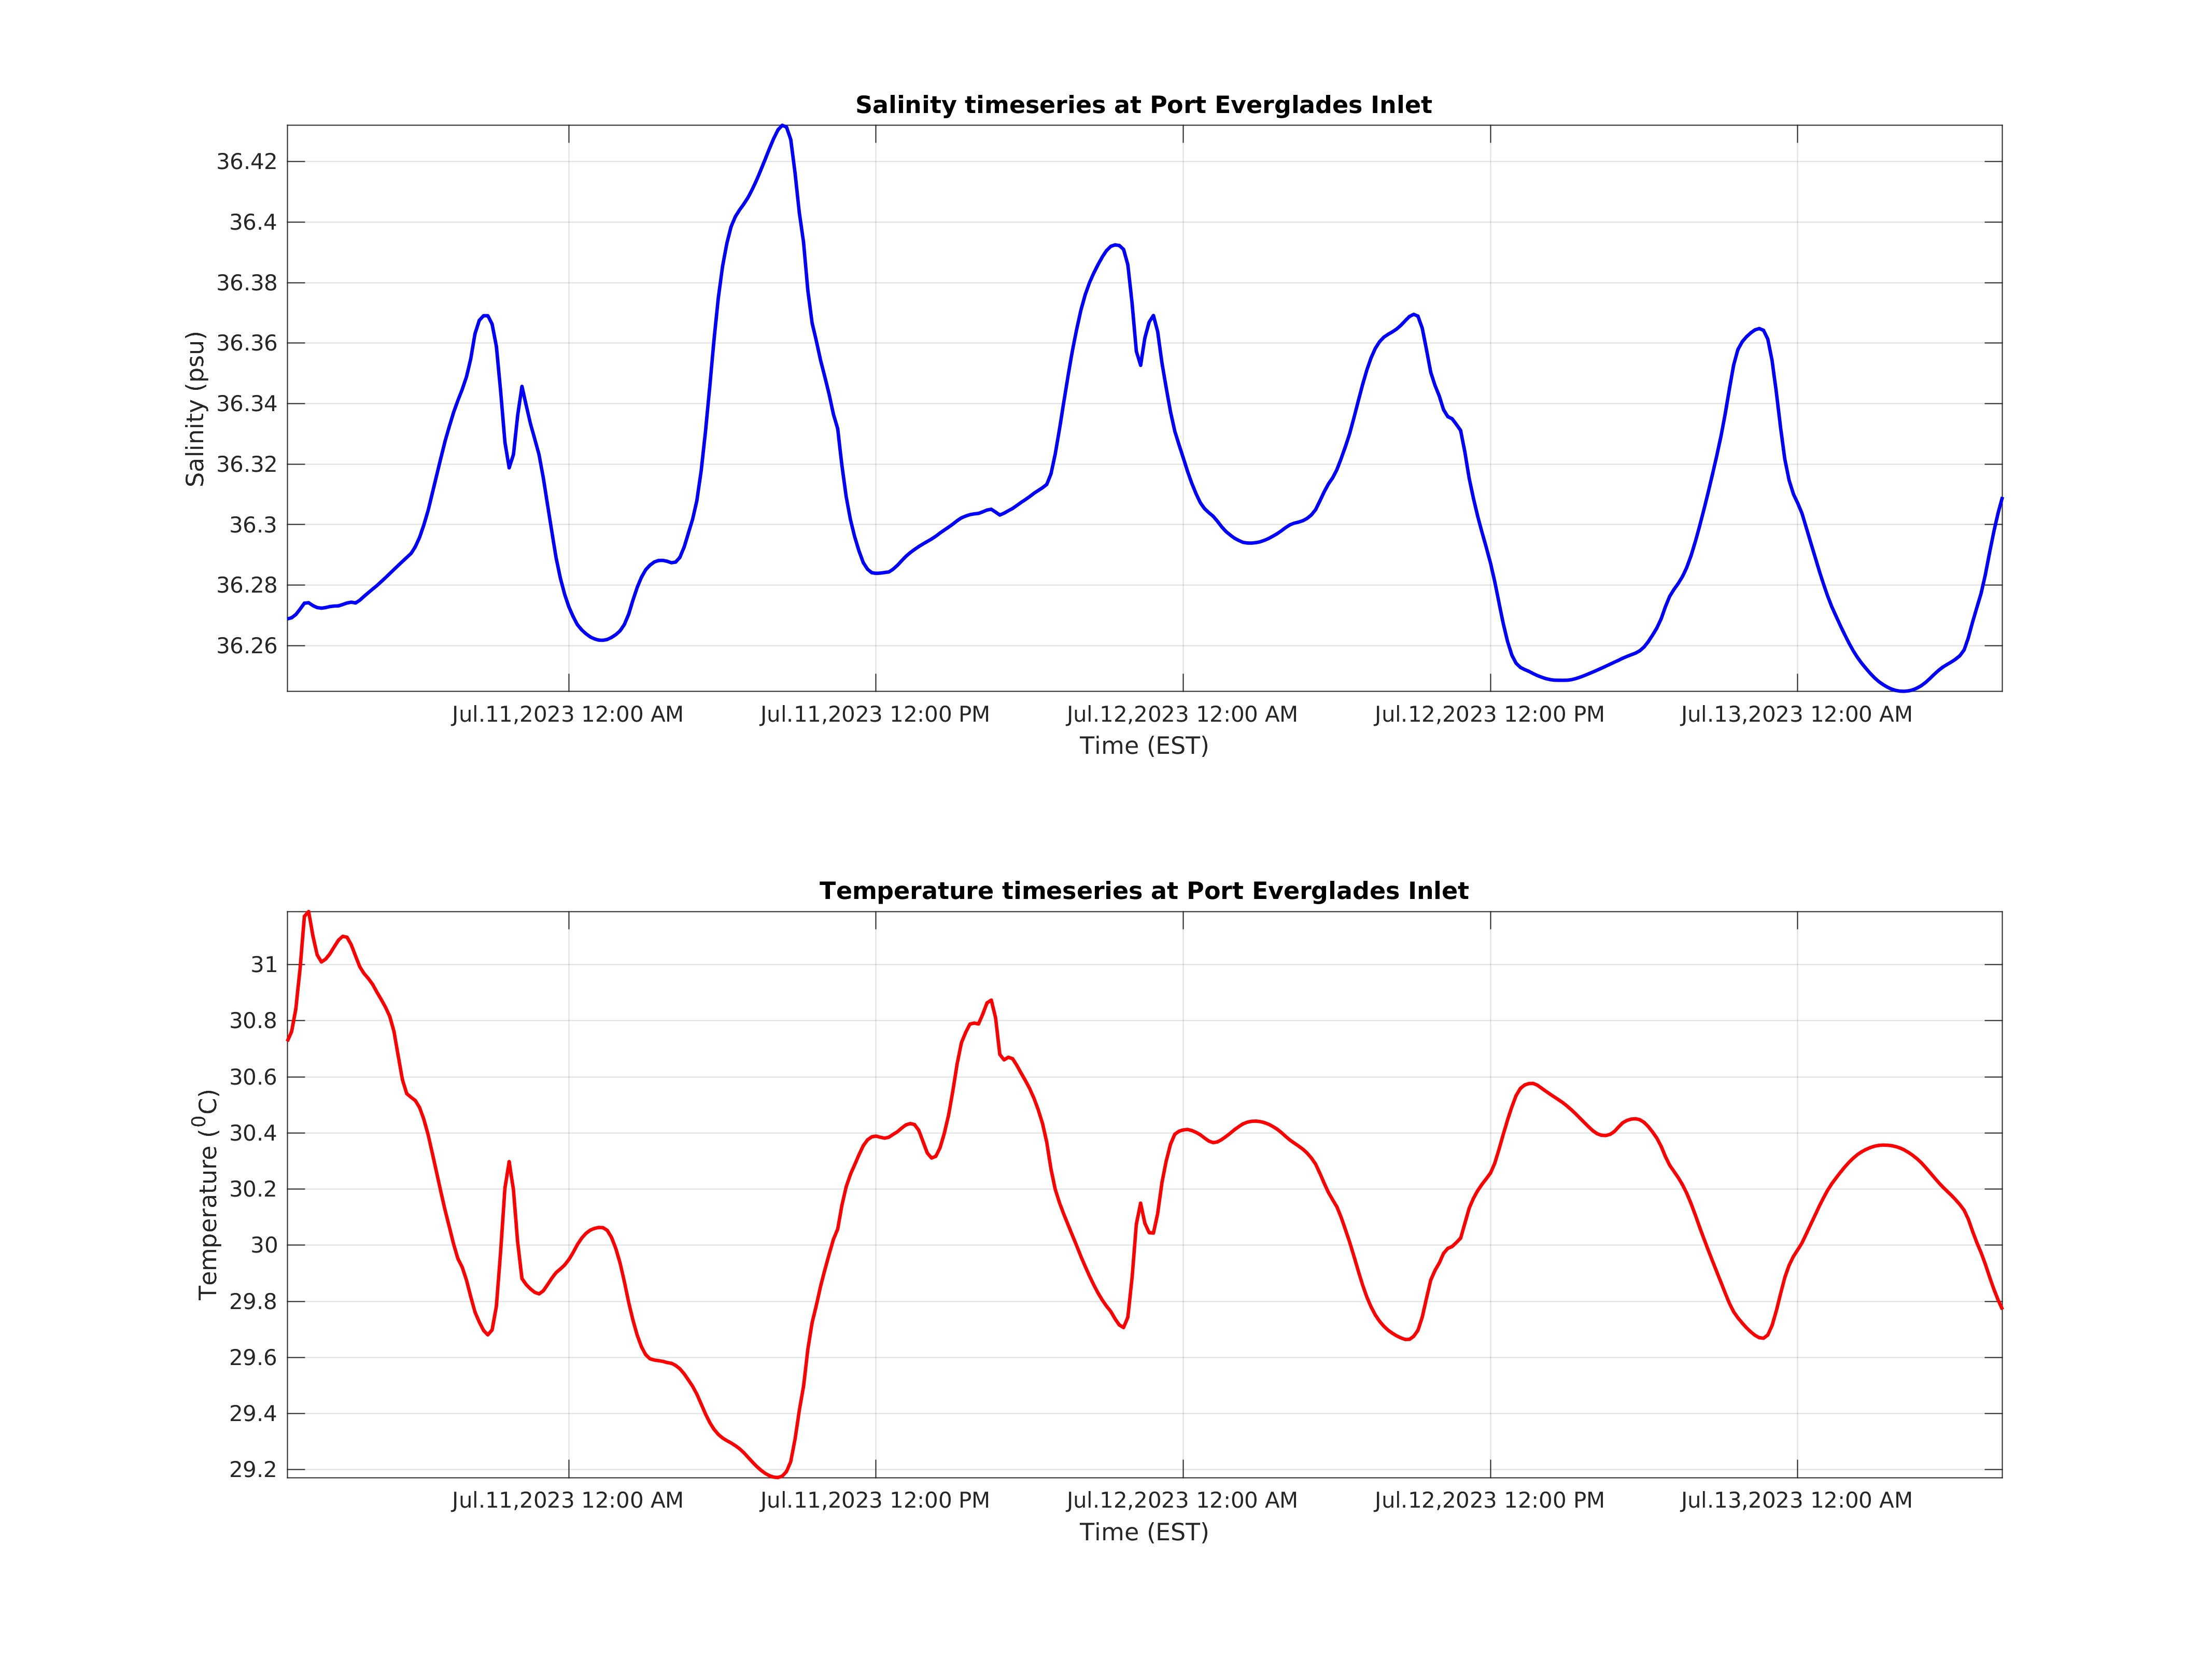 Salinity timeseries at Port Everglades Inlet
36.42
36.4
36.38
36.36
36.34
36.32
36.3
36.28
36.26
Salinity (psu)
Jul.11,2023 12:00 AM Jul.11,2023 12:00 PM Jul.12,2023 12:00 AM Jul.12,2023 12:00 PM Jul.13,2023 12:00 AM
Time (EST)
Temperature timeseries at Port Everglades Inlet
31
30.8
30.6
30.4
30.2
30
29.8
29.6
29.4
29.2
Temperature (⁰C)
Jul.11,2023 12:00 AM Jul.11,2023 12:00 PM Jul.12,2023 12:00 AM Jul.12,2023 12:00 PM Jul.13,2023 12:00 AM
Time (EST)